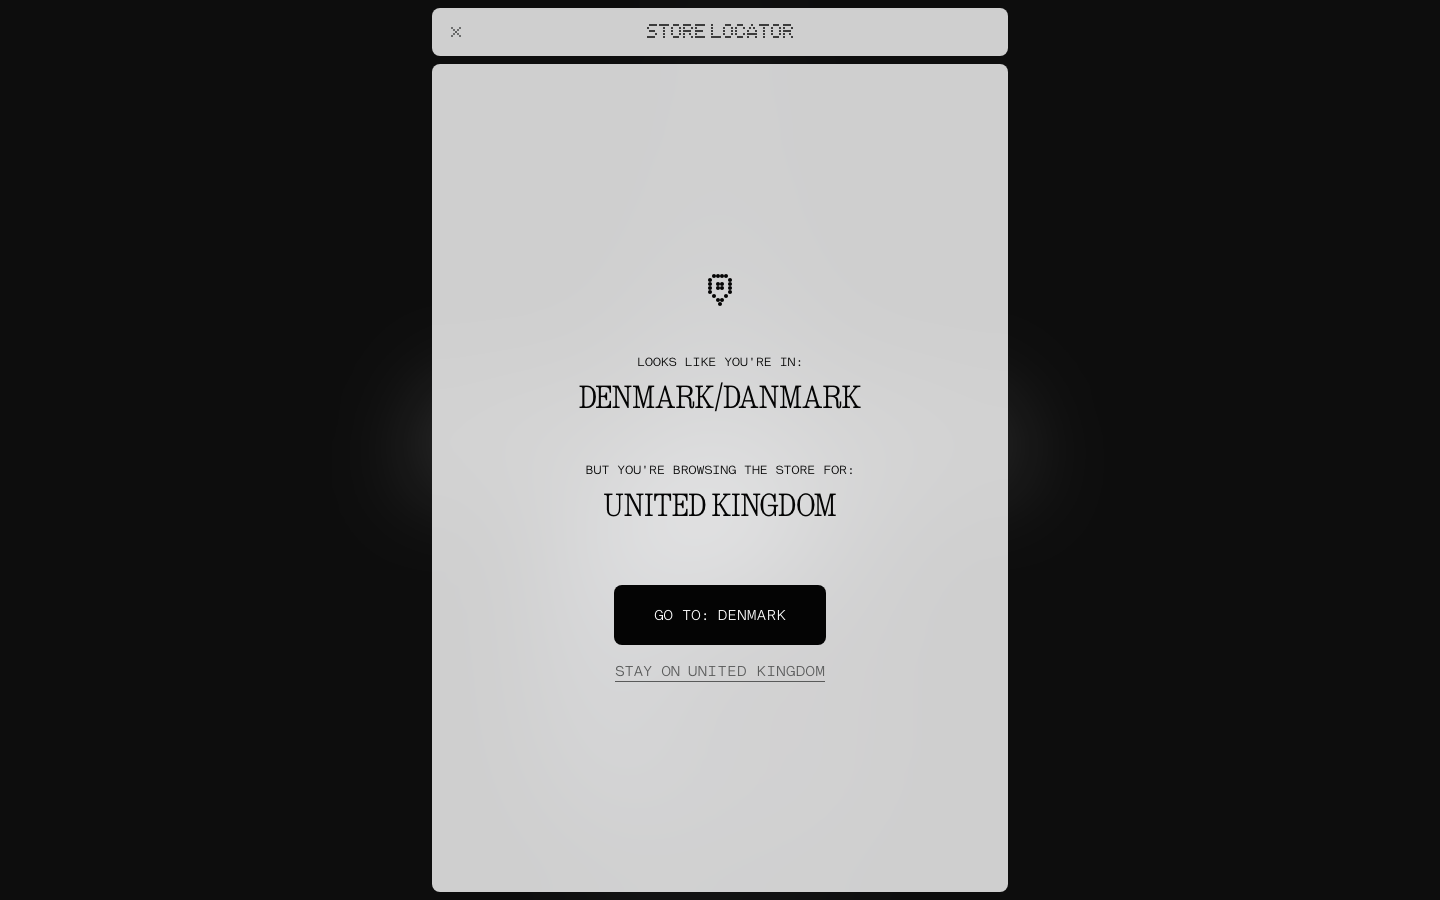 STORE LOCATOR
LOOKS LIKE YOU'RE IN:
DENMARK/DANMARK
BUT YOU'RE BROWSING THE STORE FOR:
UNITED KINGDOM
GO TO: DENMARK
STAY ON UNITED KINGDOM